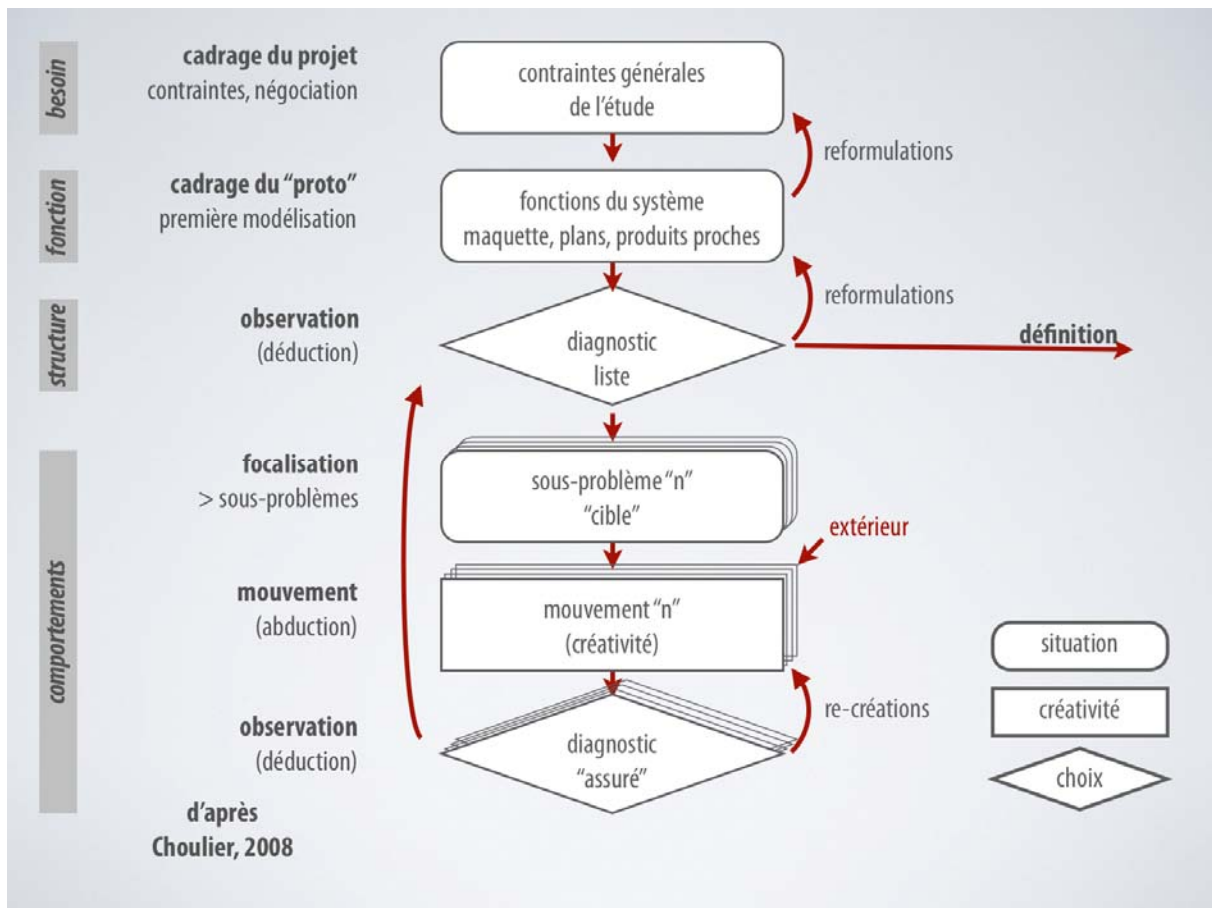 besoin
cadrage du projet
contraintes, négociation
contraintes générales
de l'étude
reformulations
fonction
cadrage du “proto”
première modélisation
fonctions du système
maquette, plans, produits proches
reformulations
structure
observation
(déduction)
diagnostic
liste
définition
comportements
focalisation
> sous-problèmes
sous-problème “n”
“cible”
extérieur
mouvement
(abduction)
mouvement “n”
(créativité)
re-créations
observation
(déduction)
diagnostic
“assuré”
situation
créativité
choix
d'après
Choulier, 2008